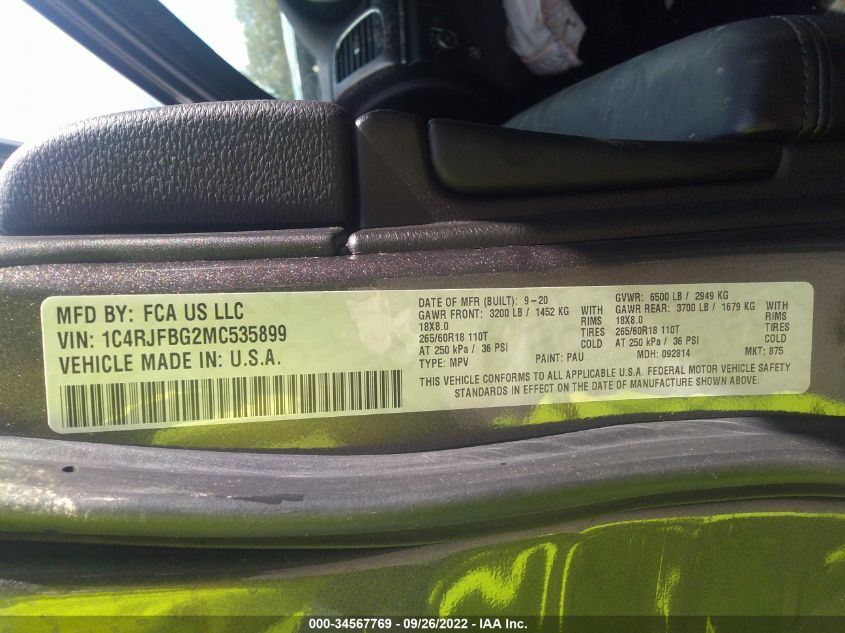 MFD BY: FCA US LLC
VIN: 1C4RJFBG2MC535899
VEHICLE MADE IN: U.S.A.
DATE OF MFR (BUILT): 9-20
GAWR FRONT: 3200 LB / 1452 KG
18X8.0 WITH RIMS
265/60R18 110T
AT 250 kPa / 36 PSI COLD
TYPE: MPV PAINT: PAU
GVWR: 6500 LB / 2949 KG
GAWR REAR: 3700 LB / 1679 KG
18X8.0 WITH RIMS
265/60R18 110T
AT 250 kPa / 36 PSI COLD
MDH: 092814 MKT: 875
THIS VEHICLE CONFORMS TO ALL APPLICABLE U.S.A. FEDERAL MOTOR VEHICLE SAFETY
STANDARDS IN EFFECT ON THE DATE OF MANUFACTURE SHOWN ABOVE.
000-34567769 - 09/26/2022 - IAA Inc.